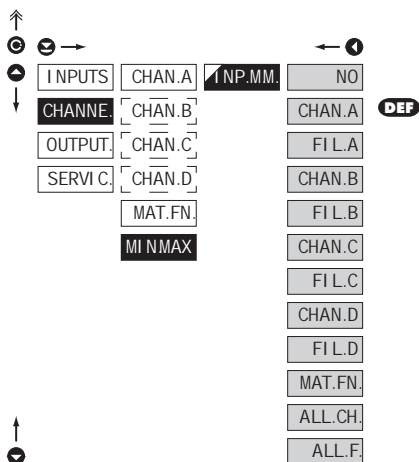 INPUTS CHAN.A INP.MM. NO
CHANNE. CHAN.B CHAN.A DEF
OUTPUT. CHAN.C FIL.A
SERVIC. CHAN.D CHAN.B
MAT.FN. FIL.B
MINMAX CHAN.C
FIL.C
CHAN.D
FIL.D
MAT.FN.
ALL.CH.
ALL.F.